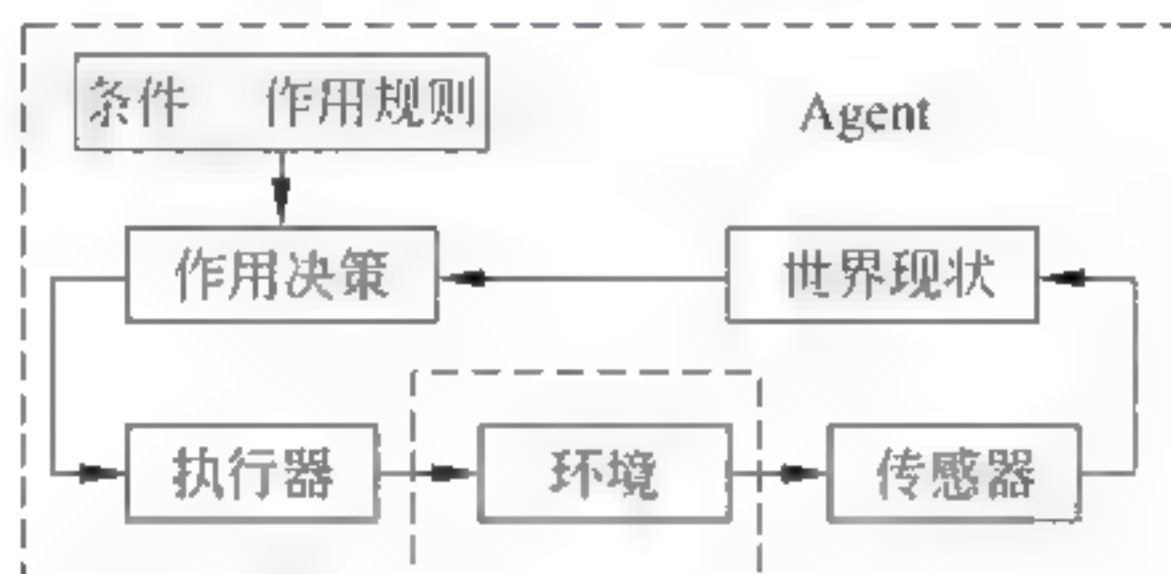 条件 作用规则
Agent
作用决策
世界现状
执行器
环境
传感器